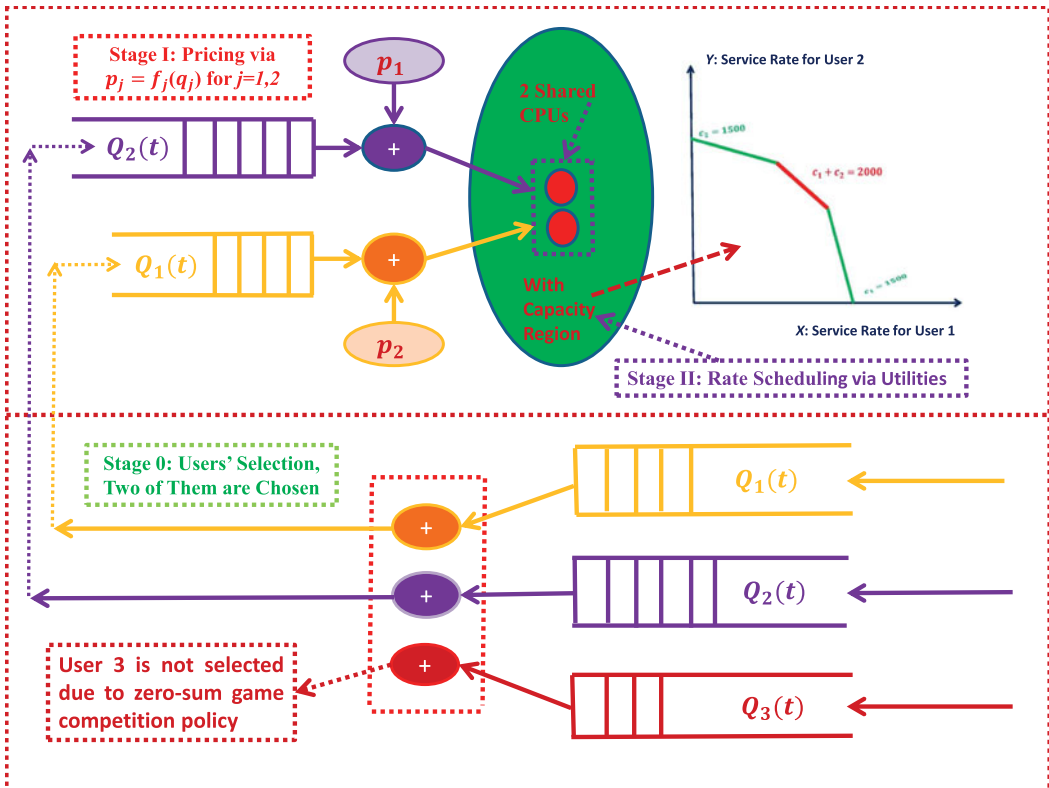 Stage I: Pricing via
p_j = f_j(q_j) for j=1,2
p_1
Q_2(t)
+
2 Shared
CPUs
Q_1(t)
+
p_2
With
Capacity
Region
Y: Service Rate for User 2
c_2 = 1500
c_1 + c_2 = 2000
c_1 = 1500
X: Service Rate for User 1
Stage II: Rate Scheduling via Utilities
Stage 0: Users' Selection,
Two of Them are Chosen
+
Q_1(t)
+
Q_2(t)
+
Q_3(t)
User 3 is not selected
due to zero-sum game
competition policy